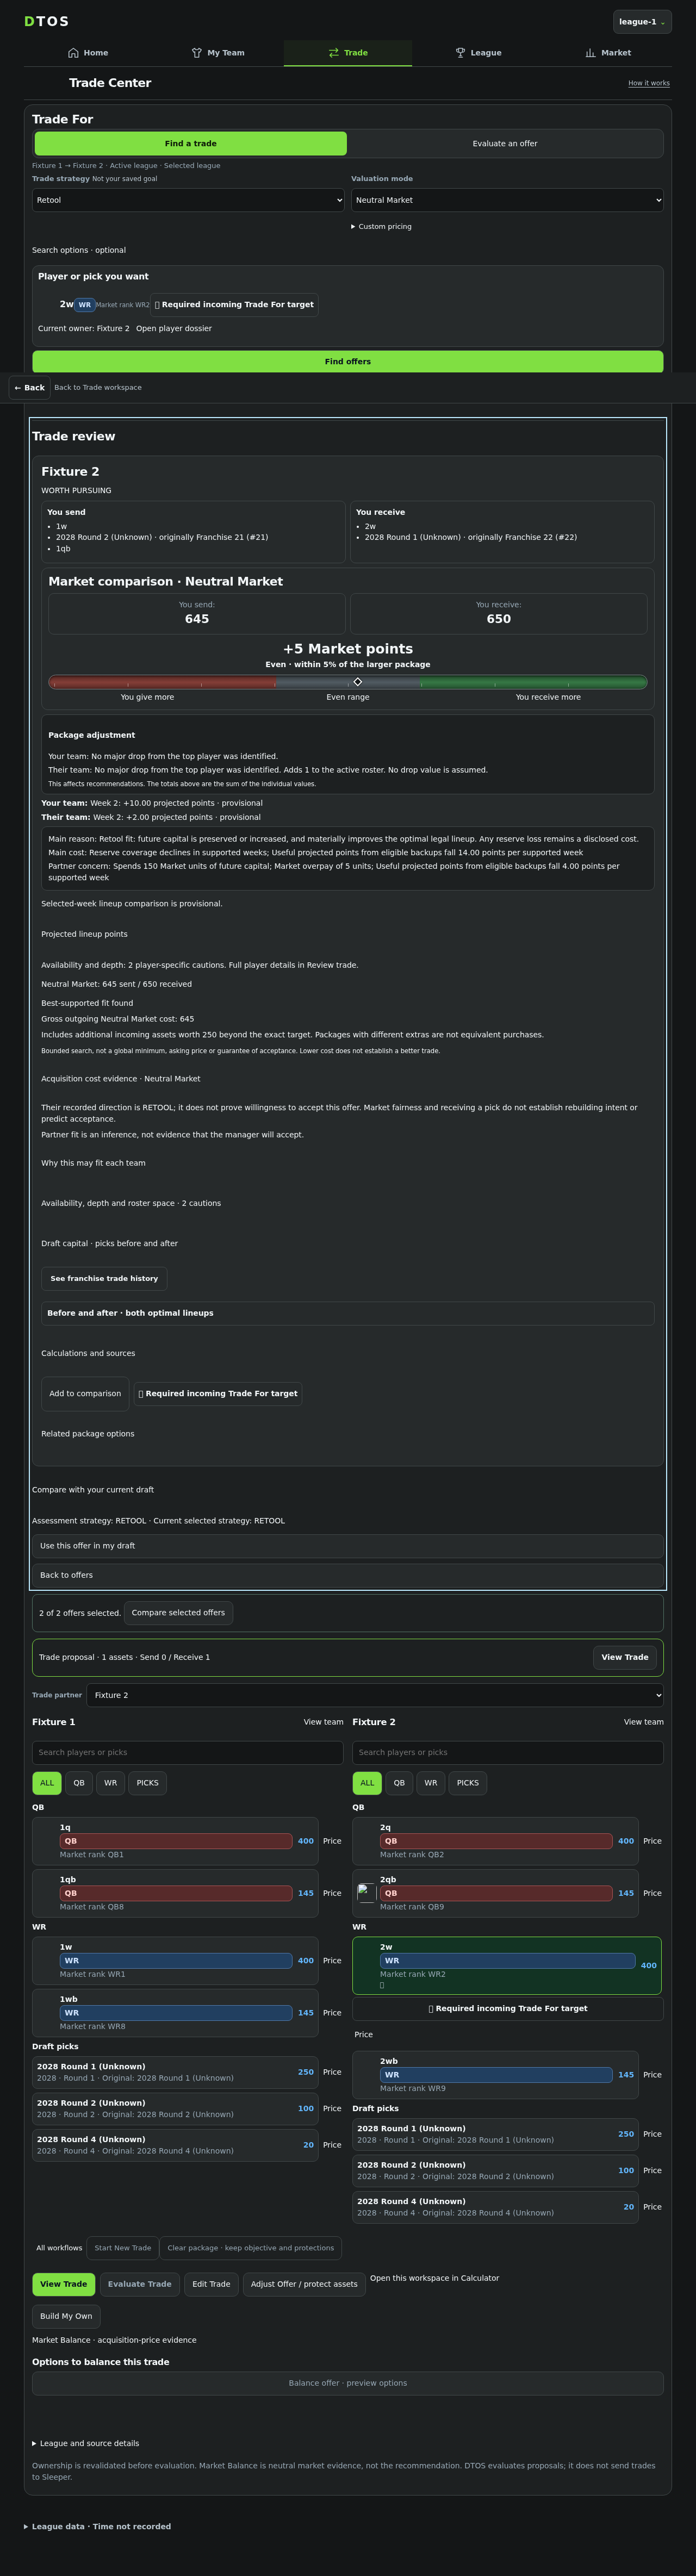 DTOS
league-1
Home
My Team
Trade
League
Market
Trade Center
How it works
Trade For
Find a trade
Evaluate an offer
Fixture 1 → Fixture 2 · Active league · Selected league
Trade strategy Not your saved goal
Valuation mode
Retool
Neutral Market
▸ Custom pricing
Search options · optional
Player or pick you want
2w WR Market rank WR2 Required incoming Trade For target
Current owner: Fixture 2 Open player dossier
Find offers
← Back Back to Trade workspace
Trade review
Fixture 2
WORTH PURSUING
You send
• 1w
• 2028 Round 2 (Unknown) · originally Franchise 21 (#21)
• 1qb
You receive
• 2w
• 2028 Round 1 (Unknown) · originally Franchise 22 (#22)
Market comparison · Neutral Market
You send:
645
You receive:
650
+5 Market points
Even · within 5% of the larger package
You give more
Even range
You receive more
Package adjustment
Your team: No major drop from the top player was identified.
Their team: No major drop from the top player was identified. Adds 1 to the active roster. No drop value is assumed.
This affects recommendations. The totals above are the sum of the individual values.
Your team: Week 2: +10.00 projected points · provisional
Their team: Week 2: +2.00 projected points · provisional
Main reason: Retool fit: future capital is preserved or increased, and materially improves the optimal legal lineup. Any reserve loss remains a disclosed cost.
Main cost: Reserve coverage declines in supported weeks; Useful projected points from eligible backups fall 14.00 points per supported week
Partner concern: Spends 150 Market units of future capital; Market overpay of 5 units; Useful projected points from eligible backups fall 4.00 points per
supported week
Selected-week lineup comparison is provisional.
Projected lineup points
Availability and depth: 2 player-specific cautions. Full player details in Review trade.
Neutral Market: 645 sent / 650 received
Best-supported fit found
Gross outgoing Neutral Market cost: 645
Includes additional incoming assets worth 250 beyond the exact target. Packages with different extras are not equivalent purchases.
Bounded search, not a global minimum, asking price or guarantee of acceptance. Lower cost does not establish a better trade.
Acquisition cost evidence · Neutral Market
Their recorded direction is RETOOL; it does not prove willingness to accept this offer. Market fairness and receiving a pick do not establish rebuilding intent or
predict acceptance.
Partner fit is an inference, not evidence that the manager will accept.
Why this may fit each team
Availability, depth and roster space · 2 cautions
Draft capital · picks before and after
See franchise trade history
Before and after · both optimal lineups
Calculations and sources
Add to comparison
Required incoming Trade For target
Related package options
Compare with your current draft
Assessment strategy: RETOOL · Current selected strategy: RETOOL
Use this offer in my draft
Back to offers
2 of 2 offers selected. Compare selected offers
Trade proposal · 1 assets · Send 0 / Receive 1
View Trade
Trade partner
Fixture 2
Fixture 1
View team
Search players or picks
ALL
QB
WR
PICKS
QB
1q
QB
400
Price
Market rank QB1
1qb
QB
145
Price
Market rank QB8
WR
1w
WR
400
Price
Market rank WR1
1wb
WR
145
Price
Market rank WR8
Draft picks
2028 Round 1 (Unknown)
2028 · Round 1 · Original: 2028 Round 1 (Unknown)
250
Price
2028 Round 2 (Unknown)
2028 · Round 2 · Original: 2028 Round 2 (Unknown)
100
Price
2028 Round 4 (Unknown)
2028 · Round 4 · Original: 2028 Round 4 (Unknown)
20
Price
Fixture 2
View team
Search players or picks
ALL
QB
WR
PICKS
QB
2q
QB
400
Price
Market rank QB2
2qb
QB
145
Price
Market rank QB9
WR
2w
WR
400
Market rank WR2
Required incoming Trade For target
Price
2wb
WR
145
Price
Market rank WR9
Draft picks
2028 Round 1 (Unknown)
2028 · Round 1 · Original: 2028 Round 1 (Unknown)
250
Price
2028 Round 2 (Unknown)
2028 · Round 2 · Original: 2028 Round 2 (Unknown)
100
Price
2028 Round 4 (Unknown)
2028 · Round 4 · Original: 2028 Round 4 (Unknown)
20
Price
All workflows
Start New Trade
Clear package · keep objective and protections
View Trade
Evaluate Trade
Edit Trade
Adjust Offer / protect assets
Open this workspace in Calculator
Build My Own
Market Balance · acquisition-price evidence
Options to balance this trade
Balance offer · preview options
▸ League and source details
Ownership is revalidated before evaluation. Market Balance is neutral market evidence, not the recommendation. DTOS evaluates proposals; it does not send trades
to Sleeper.
▸ League data · Time not recorded